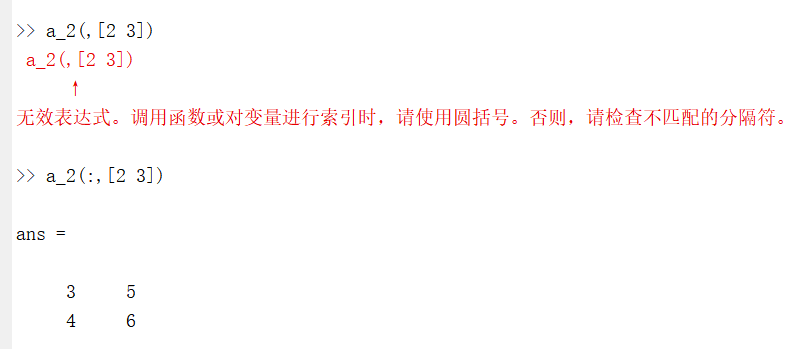 >> a_2(,[2 3])
a_2(,[2 3])
↑
无效表达式。调用函数或对变量进行索引时，请使用圆括号。否则，请检查不匹配的分隔符。
>> a_2(:,[2 3])
ans =
3 5
4 6